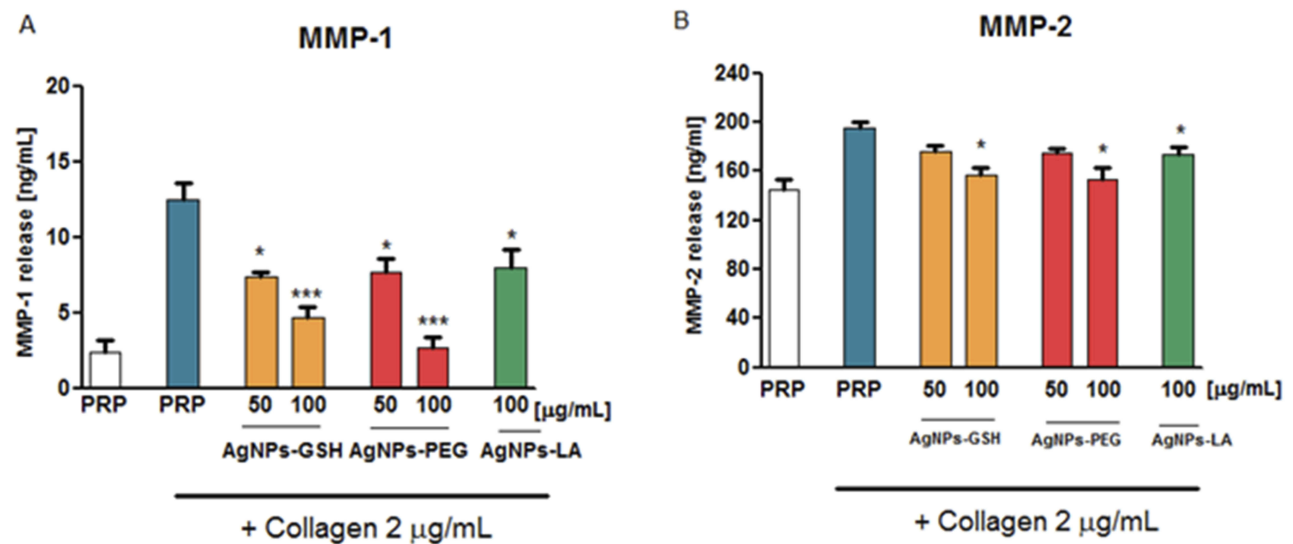 A
MMP-1
MMP-1 release [ng/mL]
20
15
10
5
0
*
***
*
***
*
PRP PRP 50 100 50 100 100 [µg/mL]
AgNPs-GSH AgNPs-PEG AgNPs-LA
+ Collagen 2 µg/mL
B
MMP-2
MMP-2 release [ng/ml]
240
200
160
120
80
40
0
*
*
*
PRP PRP 50 100 50 100 100 [µg/mL]
AgNPs-GSH AgNPs-PEG AgNPs-LA
+ Collagen 2 µg/mL